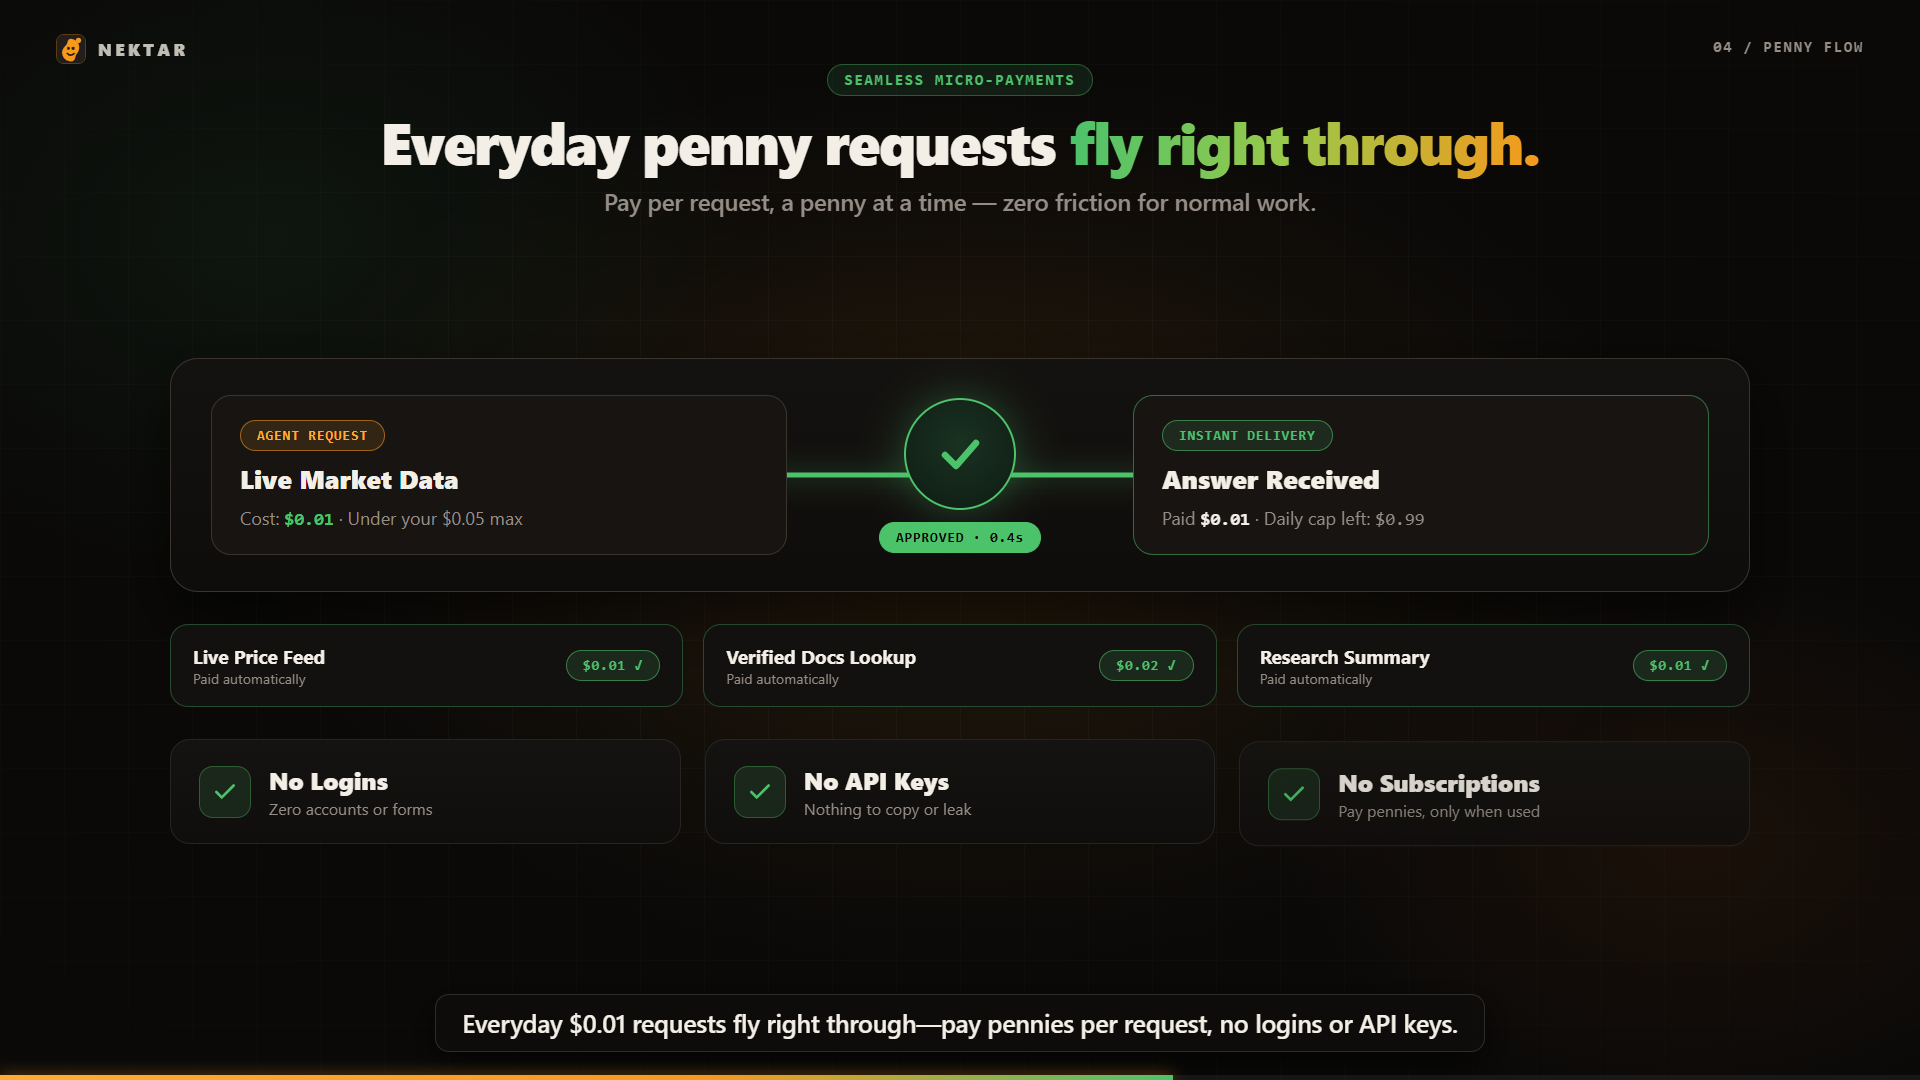 NEKTAR
04 / PENNY FLOW
SEAMLESS MICRO-PAYMENTS
Everyday penny requests fly right through.
Pay per request, a penny at a time — zero friction for normal work.
AGENT REQUEST
Live Market Data
Cost: $0.01 · Under your $0.05 max
APPROVED · 0.4s
INSTANT DELIVERY
Answer Received
Paid $0.01 · Daily cap left: $0.99
Live Price Feed
Paid automatically
$0.01 ✓
Verified Docs Lookup
Paid automatically
$0.02 ✓
Research Summary
Paid automatically
$0.01 ✓
No Logins
Zero accounts or forms
No API Keys
Nothing to copy or leak
No Subscriptions
Pay pennies, only when used
Everyday $0.01 requests fly right through—pay pennies per request, no logins or API keys.